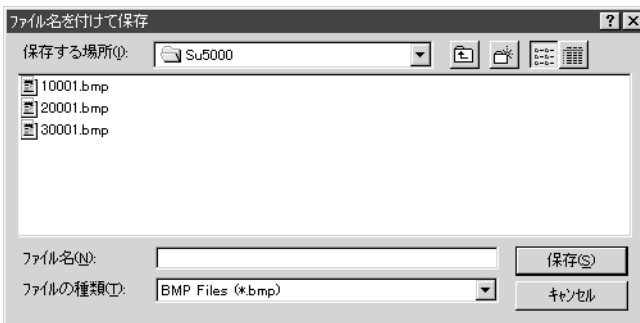 ファイル名を付けて保存
保存する場所(I): Su5000
10001.bmp
20001.bmp
30001.bmp
ファイル名(N): 保存(S)
ファイルの種類(T): BMP Files (*.bmp) キャンセル